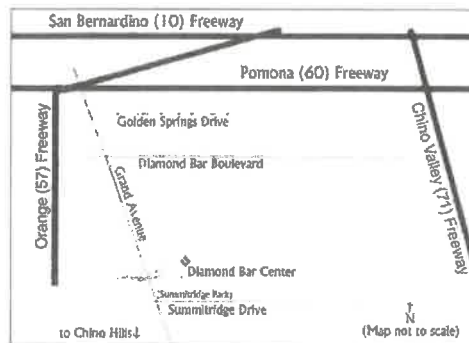 San Bernardino (10) Freeway
Pomona (60) Freeway
Golden Springs Drive
Diamond Bar Boulevard
Orange (57) Freeway
Grand Avenue
Chino Valley (71) Freeway
Diamond Bar Center
Summitridge Park
Summitridge Drive
to Chino Hills↓
↑
N
(Map not to scale)